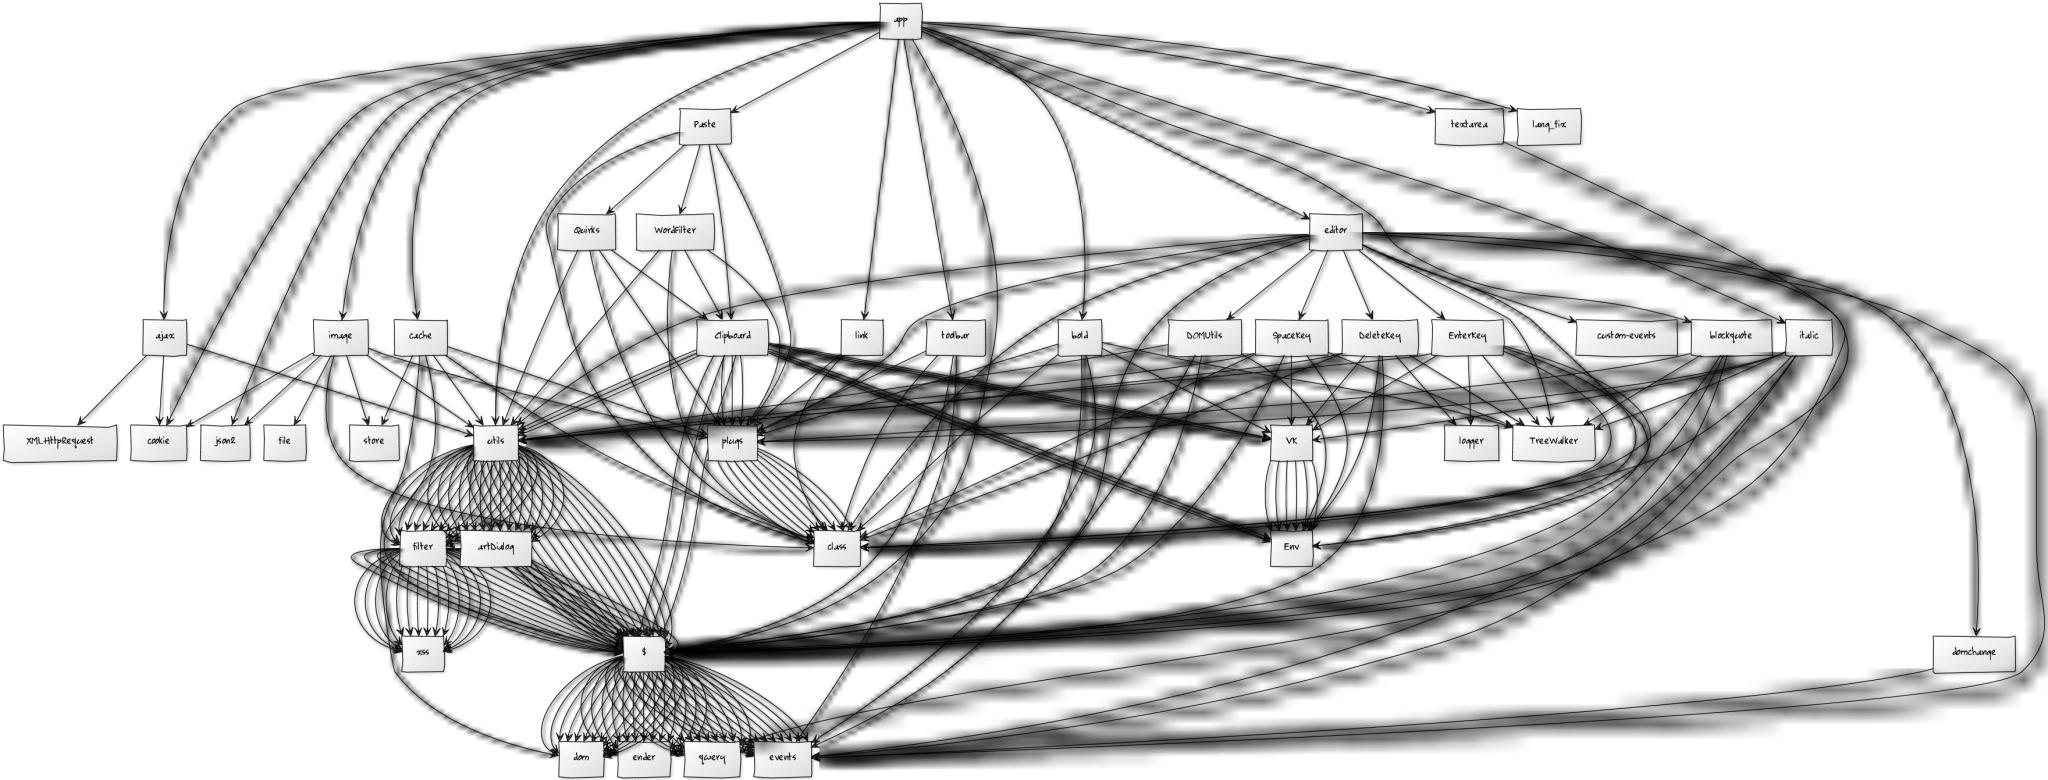 app
Paste
textarea
lang_fix
Quirks
WordFilter
editor
ajax
image
cache
Clipboard
link
toolbar
bold
DOMUtils
SpaceKey
DeleteKey
EnterKey
custom-events
blockquote
italic
XMLHttpRequest
cookie
json2
file
store
utils
plugs
VK
logger
TreeWalker
filter
artDialog
class
Env
xss
$
domchange
dom
ender
qwery
events